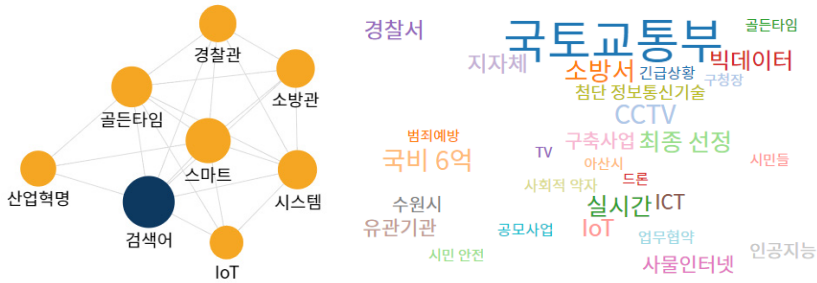 경찰관
소방관
골든타임
스마트
산업혁명
시스템
검색어
IoT
경찰서
국토교통부
골든타임
지자체
소방서
긴급상황
빅데이터
구청장
첨단 정보통신기술
CCTV
범죄예방
구축사업
최종 선정
국비 6억
TV
아산시
시민들
사회적 약자
드론
수원시
실시간
ICT
유관기관
공모사업
IoT
업무협약
시민 안전
사물인터넷
인공지능